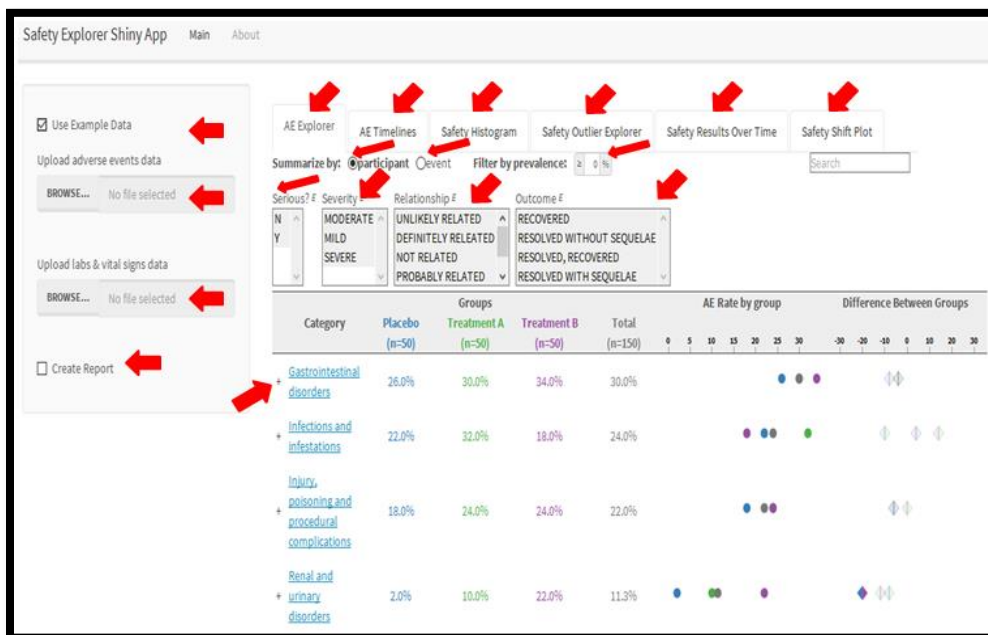 Safety Explorer Shiny App Main About
Use Example Data
Upload adverse events data
BROWSE... No file selected
Upload labs & vital signs data
BROWSE... No file selected
Create Report
AE Explorer AE Timelines Safety Histogram Safety Outlier Explorer Safety Results Over Time Safety Shift Plot
Summarize by: participant event Filter by prevalence: ≥ 0 % Search
Serious? Severity Relationship Outcome
N MODERATE UNLIKELY RELATED RECOVERED
Y MILD DEFINITELY RELEATED RESOLVED WITHOUT SEQUELAE
SEVERE NOT RELATED RESOLVED, RECOVERED
PROBABLY RELATED RESOLVED WITH SEQUELAE
Groups AE Rate by group Difference Between Groups
Category Placebo Treatment A Treatment B Total
(n=50) (n=50) (n=50) (n=150) 0 5 10 15 20 25 30 -30 -20 -10 0 10 20 30
+ Gastrointestinal
disorders 26.0% 30.0% 34.0% 30.0%
+ Infections and
infestations 22.0% 32.0% 18.0% 24.0%
Injury,
poisoning and
+ procedural 18.0% 24.0% 24.0% 22.0%
complications
Renal and
+ urinary 2.0% 10.0% 22.0% 11.3%
disorders